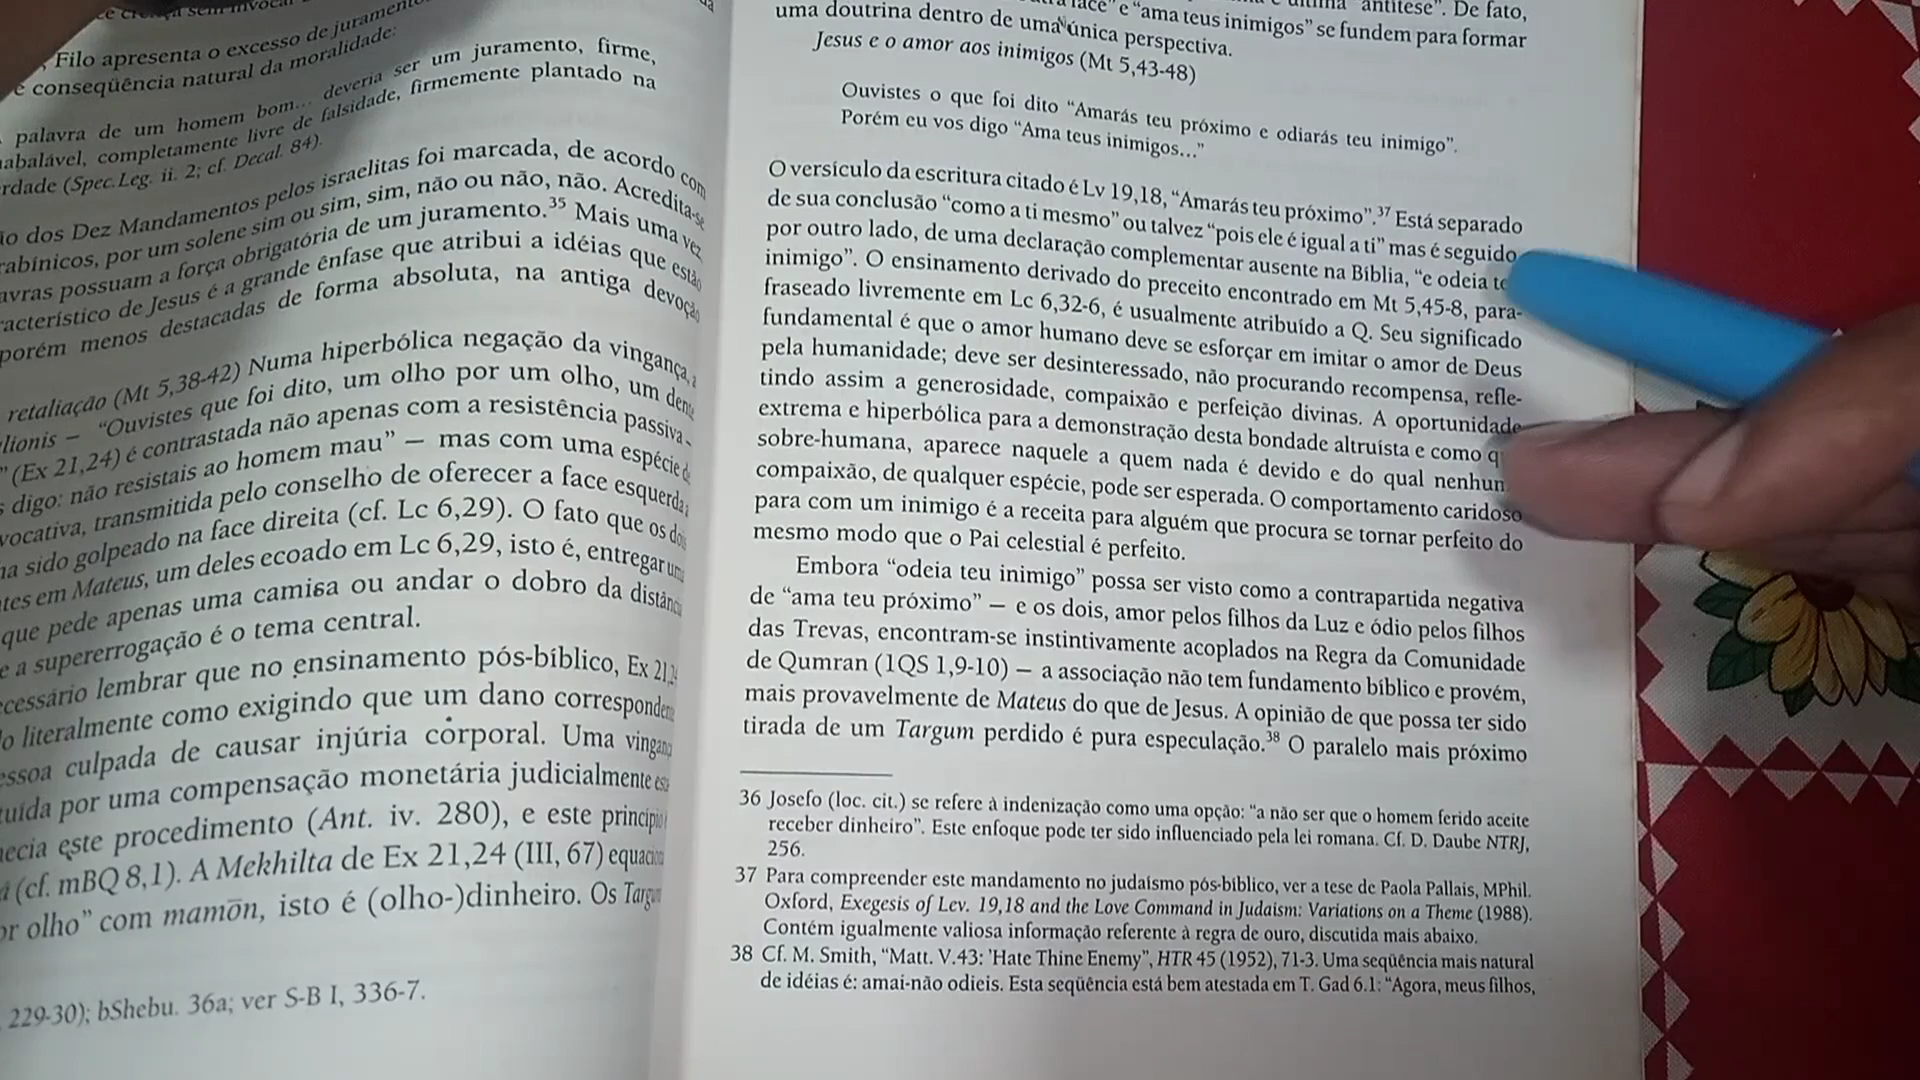 Filo apresenta o excesso de
e conseqüência natural da moralidade:
palavra de um homem bom... deveria ser um juramento, firme,
completamente livre de falsidade, firmemente plantado na
(Spec.Leg. ii. 2; cf. Decal. 84).
dos Dez Mandamentos pelos israelitas foi marcada, de acordo com
por um solene sim ou sim, sim, não ou não, não. Acredita-se
possuam a força obrigatória de um juramento.35 Mais uma vez
de Jesus é a grande ênfase que atribui a idéias que estão
porém menos destacadas de forma absoluta, na antiga devoção
retaliação (Mt 5,38-42) Numa hiperbólica negação da vingança, a
“Ouvistes que foi dito, um olho por um olho, um dente
” (Ex 21,24) é contrastada não apenas com a resistência passiva –
digo: não resistais ao homem mau” — mas com uma espécie de
transmitida pelo conselho de oferecer a face esquerda a
sido golpeado na face direita (cf. Lc 6,29). O fato que os dois
em Mateus, um deles ecoado em Lc 6,29, isto é, entregar uma
que pede apenas uma camisa ou andar o dobro da distância
e a supererrogação é o tema central.
lembrar que no ensinamento pós-bíblico, Ex 21,24
literalmente como exigindo que um dano
culpada de causar injúria corporal. Uma
por uma compensação monetária judicialmente
este procedimento (Ant. iv. 280), e este princípio
(cf. mBQ 8,1). A Mekhilta de Ex 21,24 (III, 67)
olho” com mamōn, isto é (olho-)dinheiro. Os
229-30); bShebu. 36a; ver S-B I, 336-7.
face” e “ama teus inimigos” se fundem para formar
“antítese”. De fato,
uma doutrina dentro de uma única perspectiva.
Jesus e o amor aos inimigos (Mt 5,43-48)
Ouvistes o que foi dito “Amarás teu próximo e odiarás teu inimigo”.
Porém eu vos digo “Ama teus inimigos...”
O versículo da escritura citado é Lv 19,18, “Amarás teu próximo”.37 Está separado
de sua conclusão “como a ti mesmo” ou talvez “pois ele é igual a ti” mas é seguido
por outro lado, de uma declaração complementar ausente na Bíblia, “e odeia
inimigo”. O ensinamento derivado do preceito encontrado em Mt 5,45-8, para-
fraseado livremente em Lc 6,32-6, é usualmente atribuído a Q. Seu significado
fundamental é que o amor humano deve se esforçar em imitar o amor de Deus
pela humanidade; deve ser desinteressado, não procurando recompensa, refle-
tindo assim a generosidade, compaixão e perfeição divinas. A oportunidade
extrema e hiperbólica para a demonstração desta bondade altruísta e como
sobre-humana, aparece naquele a quem nada é devido e do qual
compaixão, de qualquer espécie, pode ser esperada. O comportamento caridoso
para com um inimigo é a receita para alguém que procura se tornar perfeito do
mesmo modo que o Pai celestial é perfeito.
Embora “odeia teu inimigo” possa ser visto como a contrapartida negativa
de “ama teu próximo” — e os dois, amor pelos filhos da Luz e ódio pelos filhos
das Trevas, encontram-se instintivamente acoplados na Regra da Comunidade
de Qumran (1QS 1,9-10) — a associação não tem fundamento bíblico e provém,
mais provavelmente de Mateus do que de Jesus. A opinião de que possa ter sido
tirada de um Targum perdido é pura especulação.38 O paralelo mais próximo
36 Josefo (loc. cit.) se refere à indenização como uma opção: “a não ser que o homem ferido aceite
receber dinheiro”. Este enfoque pode ter sido influenciado pela lei romana. Cf. D. Daube NTRJ,
256.
37 Para compreender este mandamento no judaísmo pós-bíblico, ver a tese de Paola Pallais, MPhil.
Oxford, Exegesis of Lev. 19,18 and the Love Command in Judaism: Variations on a Theme (1988).
Contém igualmente valiosa informação referente à regra de ouro, discutida mais abaixo.
38 Cf. M. Smith, “Matt. V.43: 'Hate Thine Enemy”, HTR 45 (1952), 71-3. Uma seqüência mais natural
de idéias é: amai-não odieis. Esta seqüência está bem atestada em T. Gad 6.1: “Agora, meus filhos,